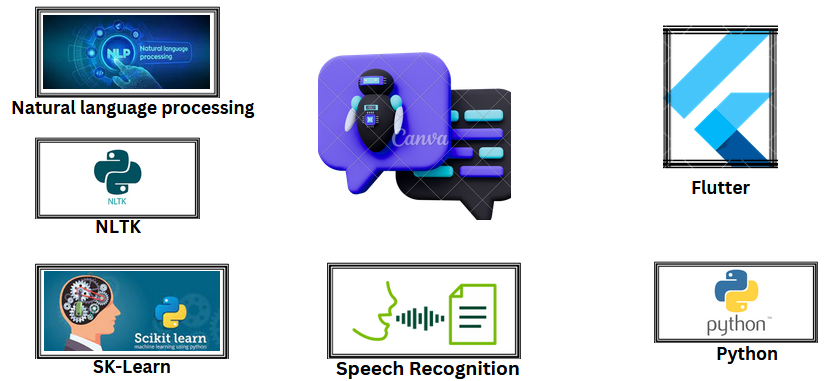 NLP
Natural language
processing
Natural language processing
NLTK
NLTK
Canva
Flutter
Scikit learn
machine learning using python
SK-Learn
Speech Recognition
python™
Python